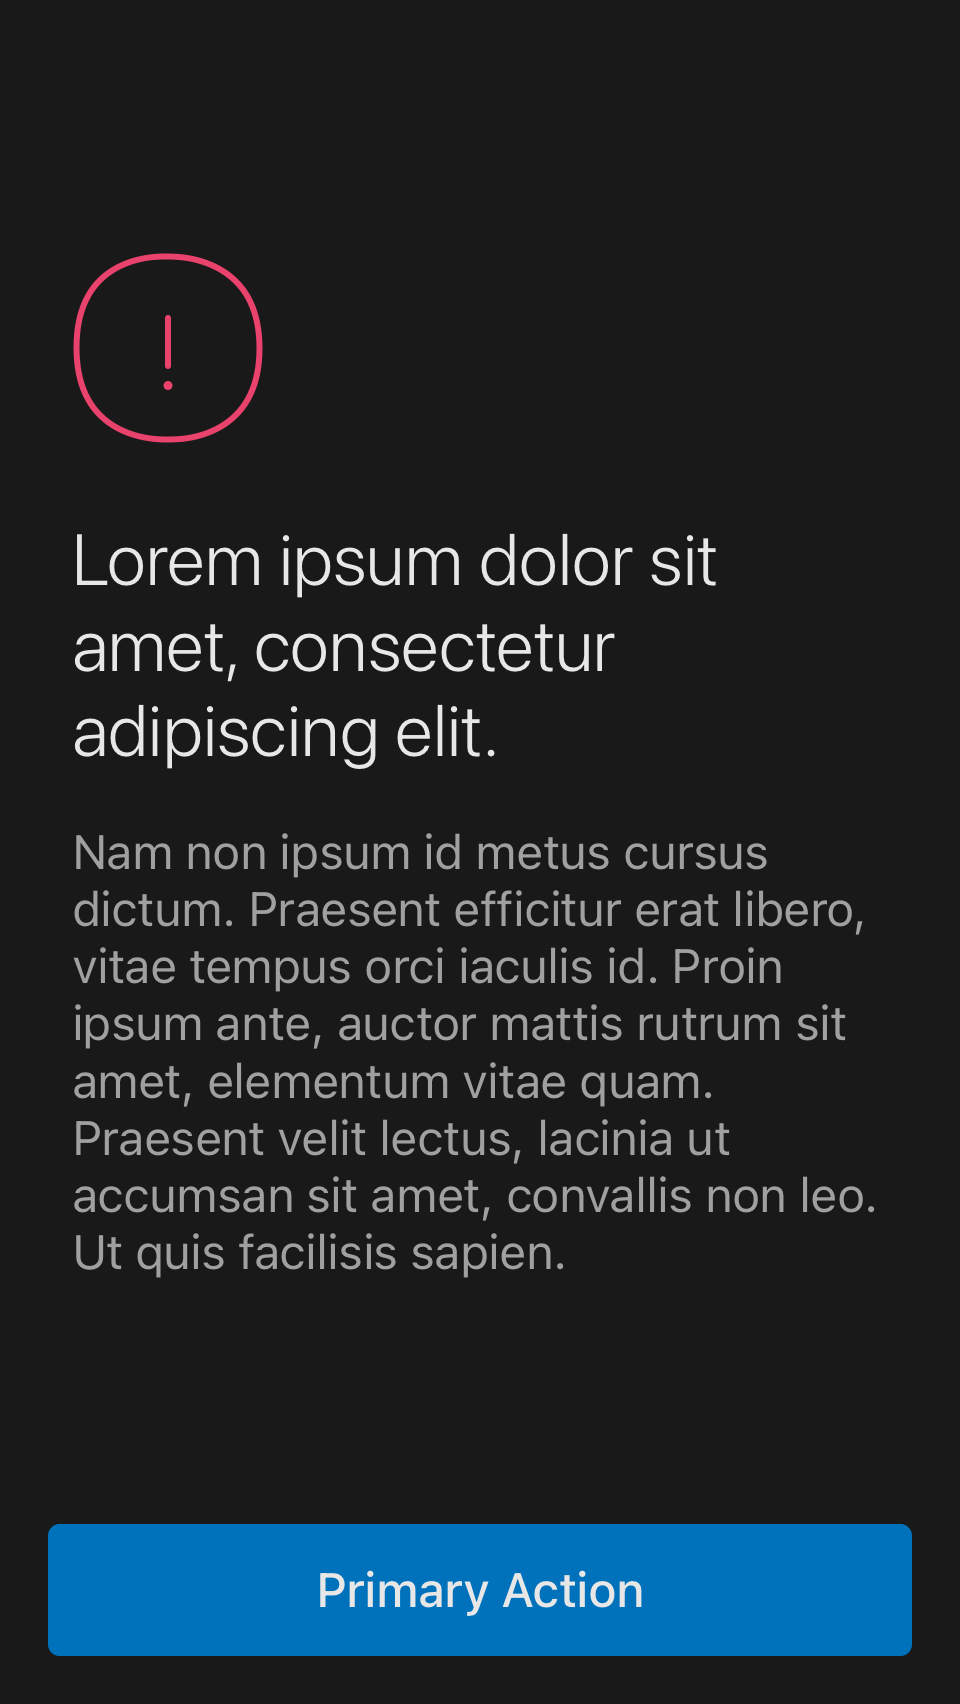 Lorem ipsum dolor sit
amet, consectetur
adipiscing elit.
Nam non ipsum id metus cursus
dictum. Praesent efficitur erat libero,
vitae tempus orci iaculis id. Proin
ipsum ante, auctor mattis rutrum sit
amet, elementum vitae quam.
Praesent velit lectus, lacinia ut
accumsan sit amet, convallis non leo.
Ut quis facilisis sapien.
Primary Action